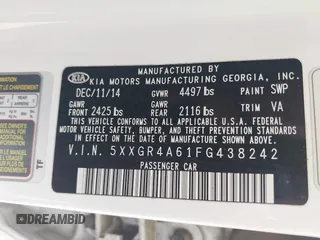 MANUFACTURED BY
KIA KIA MOTORS MANUFACTURING GEORGIA, INC.
DEC/11/14 GVWR 4497 lbs PAINT SWP
GAWR GAWR
FRONT 2425 lbs REAR 2116 lbs TRIM VA
THIS VEHICLE CONFORMS TO ALL APPLICABLE U.S.A. FEDERAL
MOTOR VEHICLE SAFETY, BUMPER, AND THEFT PREVENTION
STANDARDS IN EFFECT ON THE DATE OF MANUFACTURE SHOWN ABOVE.
V.I.N. 5XXGR4A61FG438242
PASSENGER CAR
TF
DREAMBID